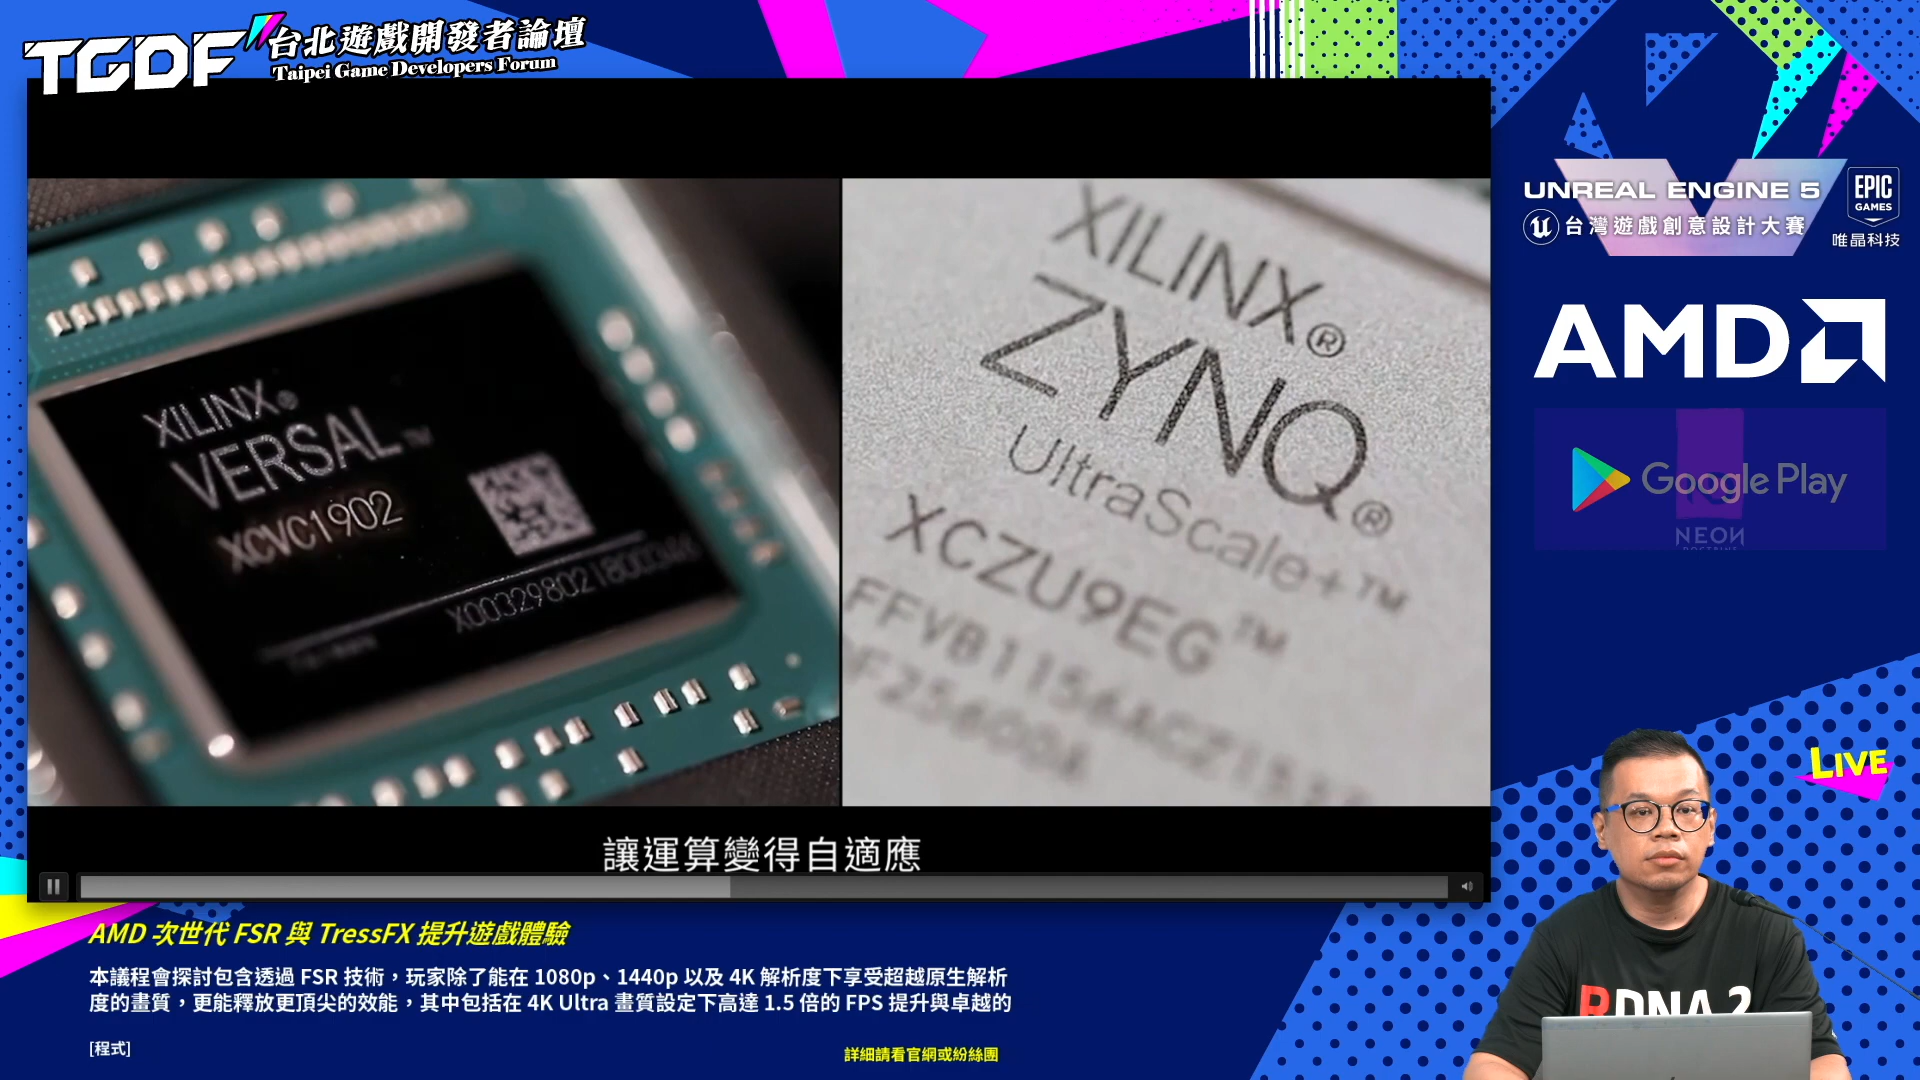 TGDF 台北遊戲開發者論壇
Taipei Game Developers Forum
XILINX®
VERSAL™
XCVC1902
XILINX®
ZYNQ®
UltraScale+™
XCZU9EG™
讓運算變得自適應
UNREAL ENGINE 5
台灣遊戲創意設計大賽
EPIC
GAMES
唯晶科技
AMD
Google Play
NEON
LIVE
RDNA 2
AMD 次世代 FSR 與 TressFX 提升遊戲體驗
本議程會探討包含透過 FSR 技術，玩家除了能在 1080p、1440p 以及 4K 解析度下享受超越原生解析
度的畫質，更能釋放更頂尖的效能，其中包括在 4K Ultra 畫質設定下高達 1.5 倍的 FPS 提升與卓越的
[程式]
詳細請看官網或紛絲團